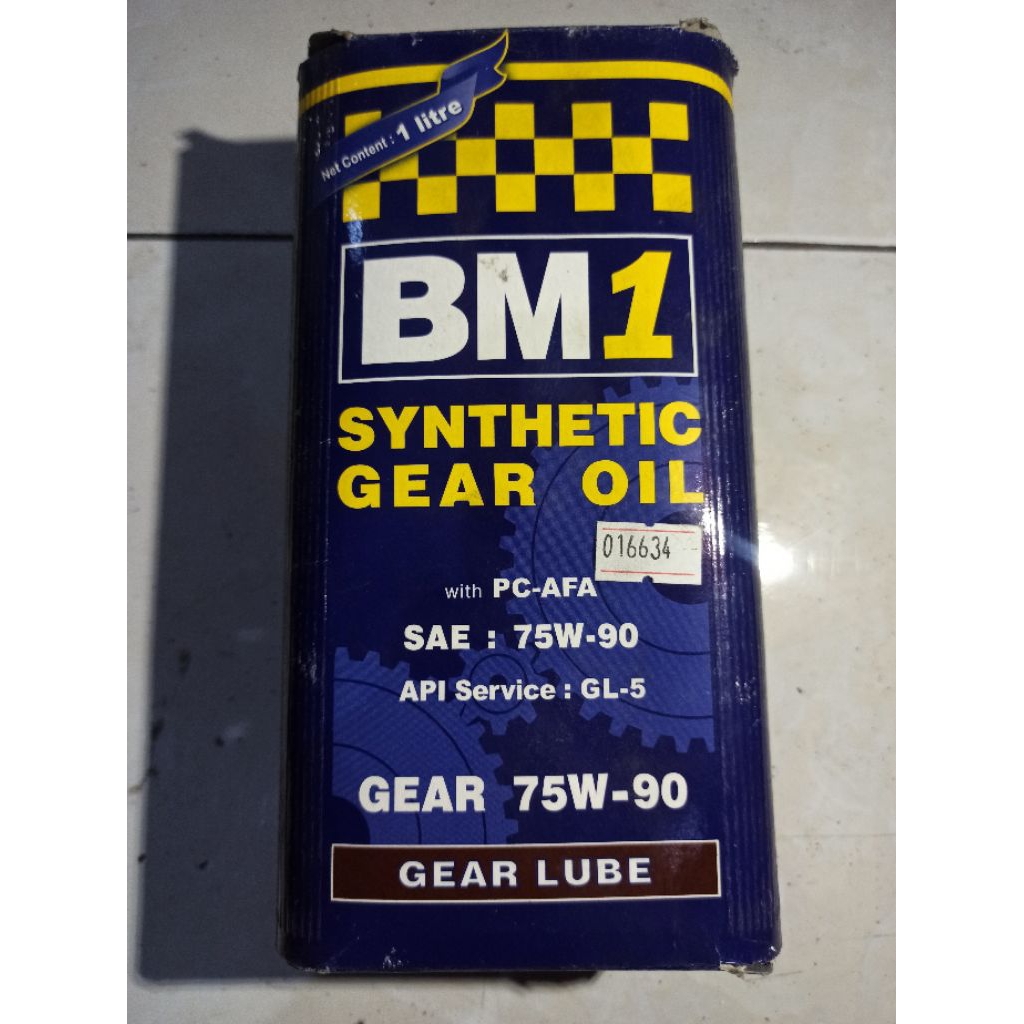 Net Content : 1 litre
BM1
SYNTHETIC
GEAR OIL
016634
with PC-AFA
SAE : 75W-90
API Service : GL-5
GEAR 75W-90
GEAR LUBE